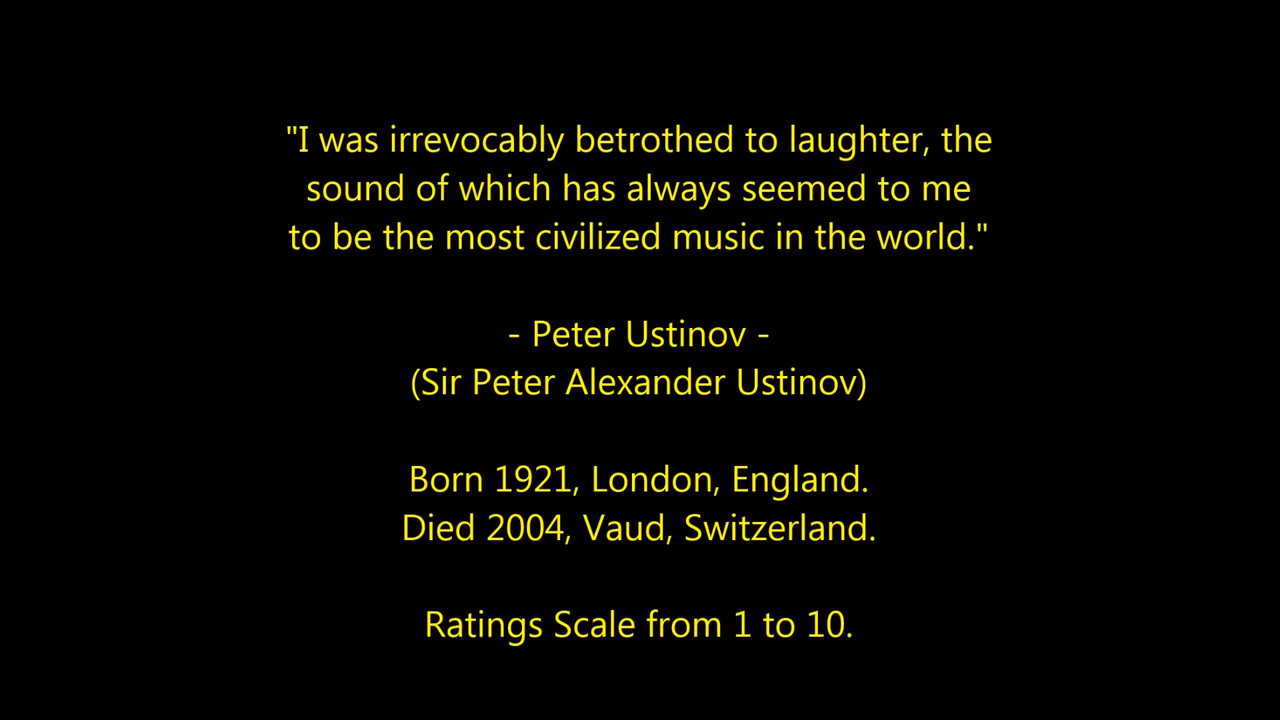 "I was irrevocably betrothed to laughter, the
sound of which has always seemed to me
to be the most civilized music in the world."
- Peter Ustinov -
(Sir Peter Alexander Ustinov)
Born 1921, London, England.
Died 2004, Vaud, Switzerland.
Ratings Scale from 1 to 10.